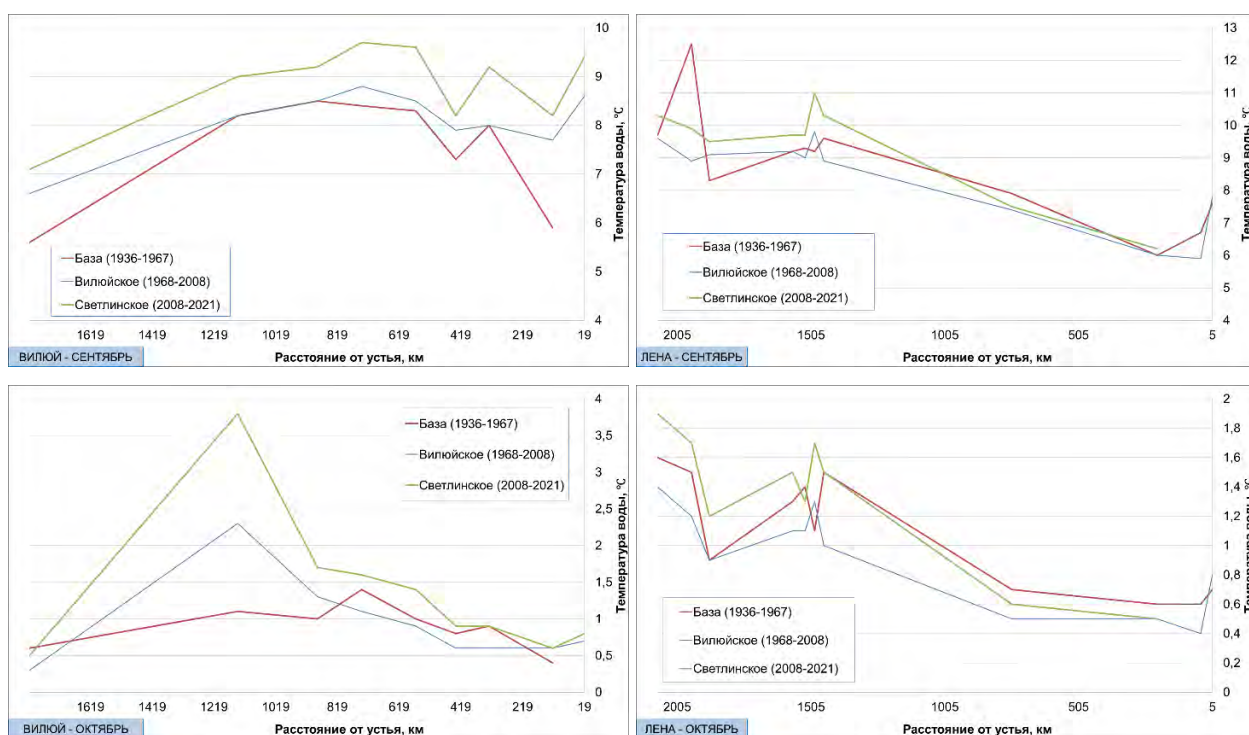 10
9
8
7
6
5
4
Температура воды, °С
База (1936-1967)
Вилюйское (1968-2008)
Светлинское (2008-2021)
1619 1419 1219 1019 819 619 419 219 19
ВИЛЮЙ - СЕНТЯБРЬ
Расстояние от устья, км
13
12
11
10
9
8
7
6
5
4
Температура воды, °С
База (1936-1967)
Вилюйское (1968-2008)
Светлинское (2008-2021)
2005 1505 1005 505 5
ЛЕНА - СЕНТЯБРЬ
Расстояние от устья, км
4
3,5
3
2,5
2
1,5
1
0,5
0
Температура воды, °С
База (1936-1967)
Вилюйское (1968-2008)
Светлинское (2008-2021)
1619 1419 1219 1019 819 619 419 219 19
ВИЛЮЙ - ОКТЯБРЬ
Расстояние от устья, км
2
1,8
1,6
1,4
1,2
1
0,8
0,6
0,4
0,2
0
Температура воды, °С
База (1936-1967)
Вилюйское (1968-2008)
Светлинское (2008-2021)
2005 1505 1005 505 5
ЛЕНА - ОКТЯБРЬ
Расстояние от устья, км